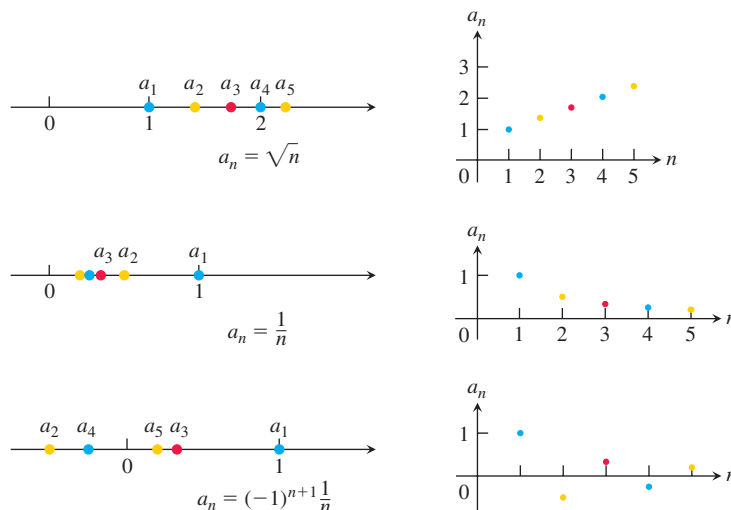 a₁ a₂ a₃ a₄ a₅
0 1 2
aₙ = √n
aₙ
3
2
1
0
1 2 3 4 5
n
a₃ a₂ a₁
0 1
aₙ = 1/n
aₙ
1
0
1 2 3 4 5
n
a₂ a₄ a₅ a₃ a₁
0 1
aₙ = (−1)ⁿ⁺¹ 1/n
aₙ
1
0
n